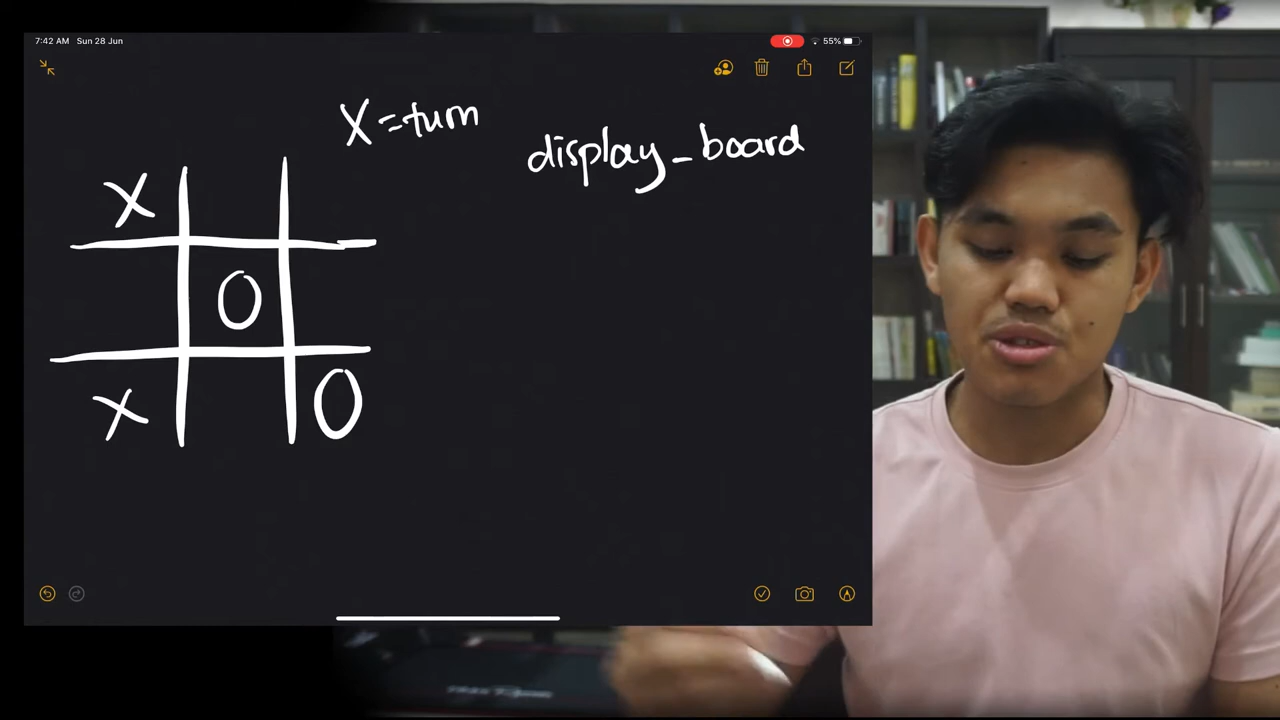 7:42 AM Sun 28 Jun
55%
X = turn
display_board
X
O
X O